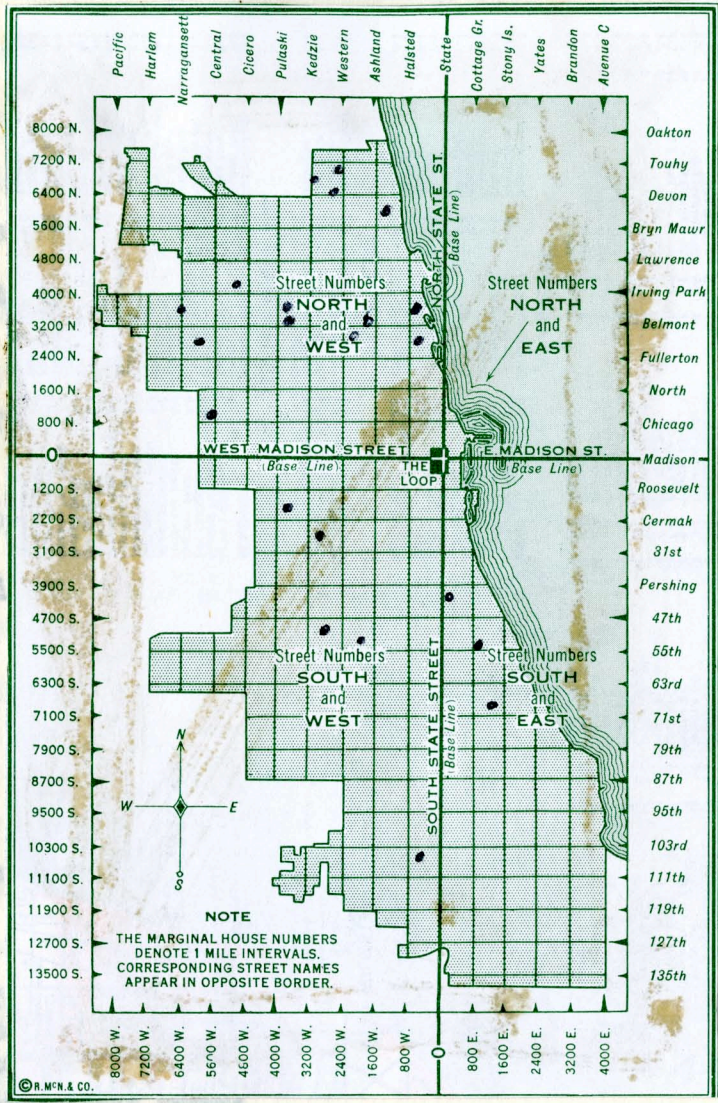 Pacific
Harlem
Narragansett
Central
Cicero
Pulaski
Kedzie
Western
Ashland
Halsted
State
Cottage Gr.
Stony Is.
Yates
Brandon
Avenue C
8000 N.
7200 N.
6400 N.
5600 N.
4800 N.
4000 N.
3200 N.
2400 N.
1600 N.
800 N.
0
1200 S.
2200 S.
3100 S.
3900 S.
4700 S.
5500 S.
6300 S.
7100 S.
7900 S.
8700 S.
9500 S.
10300 S.
11100 S.
11900 S.
12700 S.
13500 S.
NORTH STATE ST.
(Base Line)
Street Numbers
NORTH
and
WEST
Street Numbers
NORTH
and
EAST
WEST MADISON STREET
(Base Line)
THE
LOOP
E. MADISON ST.
(Base Line)
Street Numbers
SOUTH
and
WEST
SOUTH STATE STREET
(Base Line)
Street Numbers
SOUTH
and
EAST
N
W
E
S
NOTE
THE MARGINAL HOUSE NUMBERS
DENOTE 1 MILE INTERVALS.
CORRESPONDING STREET NAMES
APPEAR IN OPPOSITE BORDER.
Oakton
Touhy
Devon
Bryn Mawr
Lawrence
Irving Park
Belmont
Fullerton
North
Chicago
Madison
Roosevelt
Cermak
31st
Pershing
47th
55th
63rd
71st
79th
87th
95th
103rd
111th
119th
127th
135th
8000 W.
7200 W.
6400 W.
5600 W.
4800 W.
4000 W.
3200 W.
2400 W.
1600 W.
800 W.
0
800 E.
1600 E.
2400 E.
3200 E.
4000 E.
© R. McN. & CO.